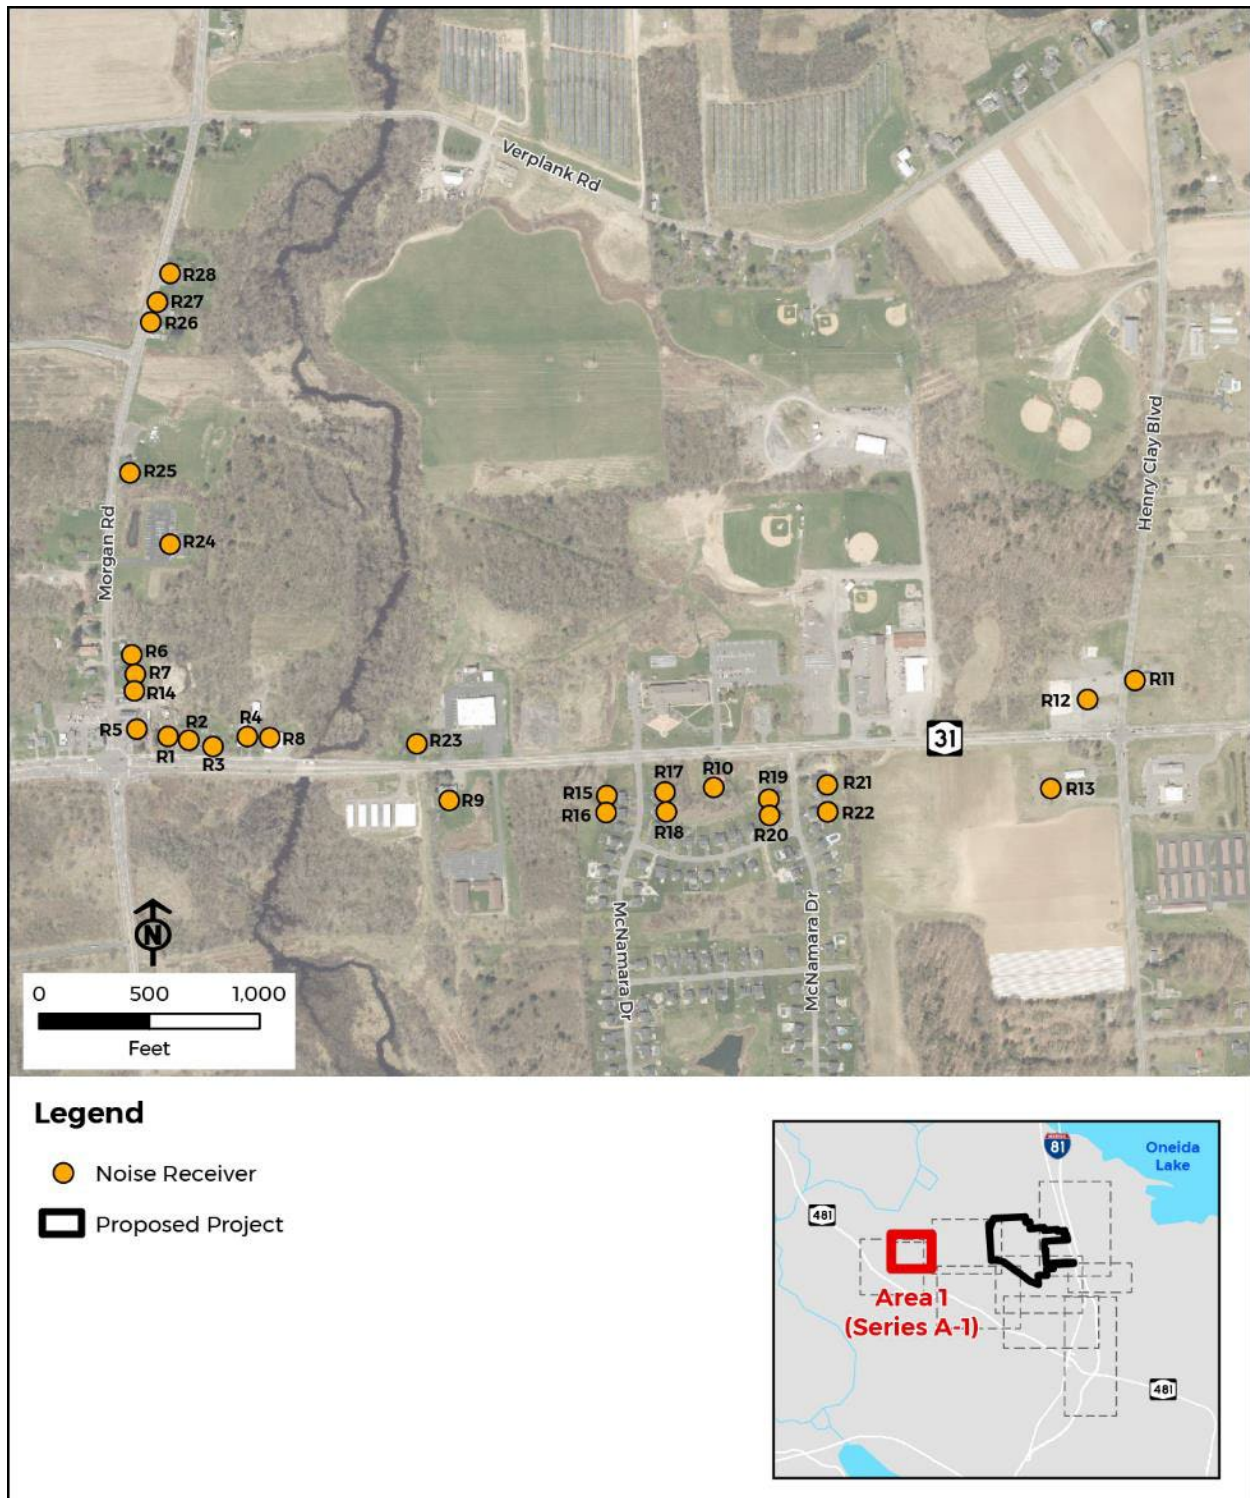 Verplank Rd
R28
R27
R26
Henry Clay Blvd
R25
Morgan Rd
R24
R6
R7
R14
R11
R12
R5
R2
R4
R1
R3
R8
R23
31
R17
R10
R19
R21
R13
R15
R9
R16
R18
R20
R22
McNamara Dr
McNamara Dr
N
0 500 1,000
Feet
Legend
Noise Receiver
Proposed Project
81
Oneida
Lake
481
Area 1
(Series A-1)
481